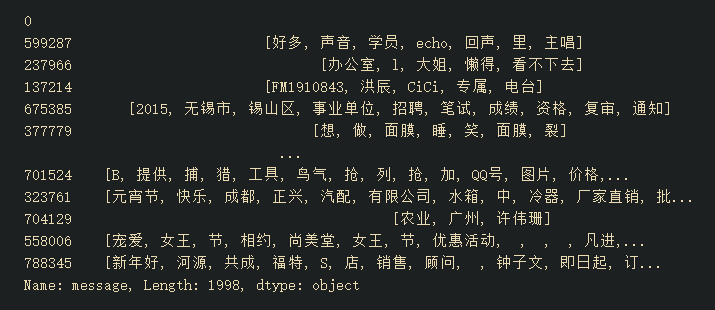 0
599287 [好多, 声音, 学员, echo, 回声, 里, 主唱]
237966 [办公室, l, 大姐, 懒得, 看不下去]
137214 [FM1910843, 洪辰, CiCi, 专属, 电台]
675385 [2015, 无锡市, 锡山区, 事业单位, 招聘, 笔试, 成绩, 资格, 复审, 通知]
377779 [想, 做, 面膜, 睡, 笑, 面膜, 裂]
...
701524 [B, 提供, 捕, 猎, 工具, 鸟气, 抢, 列, 抢, 加, QQ号, 图片, 价格,...
323761 [元宵节, 快乐, 成都, 正兴, 汽配, 有限公司, 水箱, 中, 冷器, 厂家直销, 批...
704129 [农业, 广州, 许伟珊]
558006 [宠爱, 女王, 节, 相约, 尚美堂, 女王, 节, 优惠活动, , , , 凡进,...
788345 [新年好, 河源, 共成, 福特, S, 店, 销售, 顾问, , 钟子文, 即日起, 订...
Name: message, Length: 1998, dtype: object